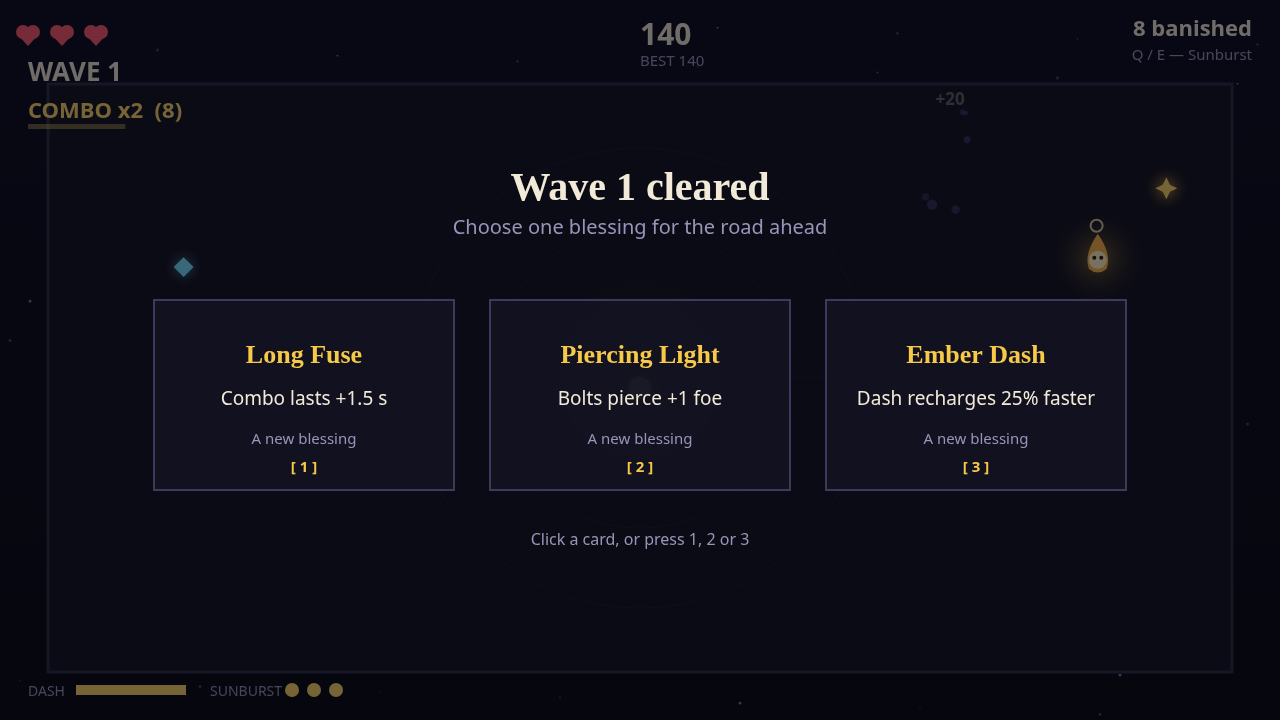 WAVE 1
COMBO x2 (8)
140
BEST 140
8 banished
Q / E — Sunburst
+20
Wave 1 cleared
Choose one blessing for the road ahead
Long Fuse
Combo lasts +1.5 s
A new blessing
[ 1 ]
Piercing Light
Bolts pierce +1 foe
A new blessing
[ 2 ]
Ember Dash
Dash recharges 25% faster
A new blessing
[ 3 ]
Click a card, or press 1, 2 or 3
DASH
SUNBURST